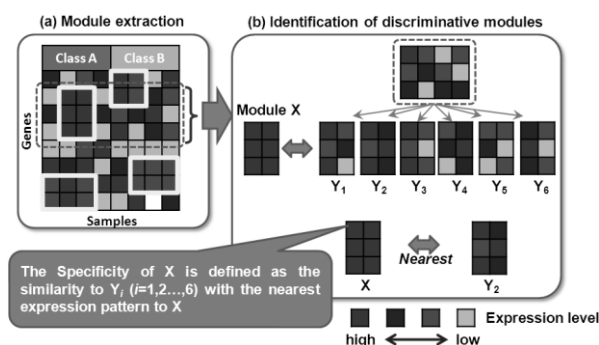 (a) Module extraction
Class A
Class B
Genes
Samples
(b) Identification of discriminative modules
Module X
Y1
Y2
Y3
Y4
Y5
Y6
Nearest
X
Y2
The Specificity of X is defined as the
similarity to Yi (i=1,2...,6) with the nearest
expression pattern to X
Expression level
high
low